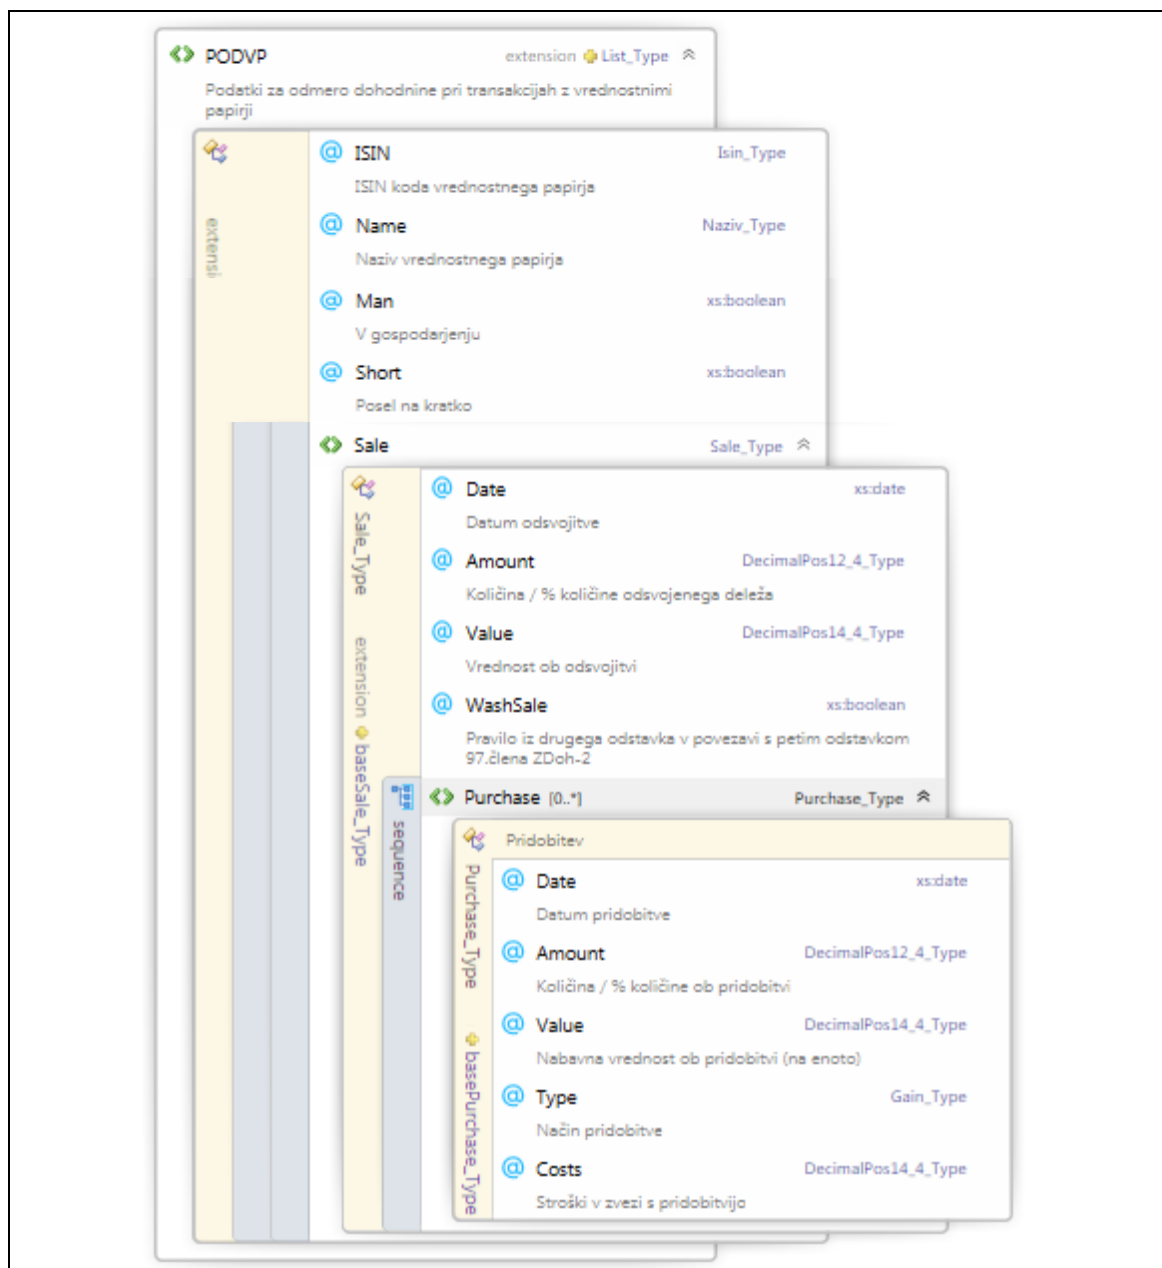 PODVP extension List_Type
Podatki za odmero dohodnine pri transakcijah z vrednostnimi
papirji
extensi
@ ISIN Isin_Type
ISIN koda vrednostnega papirja
@ Name Naziv_Type
Naziv vrednostnega papirja
@ Man xs:boolean
V gospodarjenju
@ Short xs:boolean
Posel na kratko
Sale Sale_Type
Sale_Type extension baseSale_Type
@ Date xs:date
Datum odsvojitve
@ Amount DecimalPos12_4_Type
Količina / % količine odsvojenega deleža
@ Value DecimalPos14_4_Type
Vrednost ob odsvojitvi
@ WashSale xs:boolean
Pravilo iz drugega odstavka v povezavi s petim odstavkom
97.člena ZDoh-2
sequence
Purchase [0..*] Purchase_Type
Pridobitev
Purchase_Type basePurchase_Type
@ Date xs:date
Datum pridobitve
@ Amount DecimalPos12_4_Type
Količina / % količine ob pridobitvi
@ Value DecimalPos14_4_Type
Nabavna vrednost ob pridobitvi (na enoto)
@ Type Gain_Type
Način pridobitve
@ Costs DecimalPos14_4_Type
Stroški v zvezi s pridobitvijo